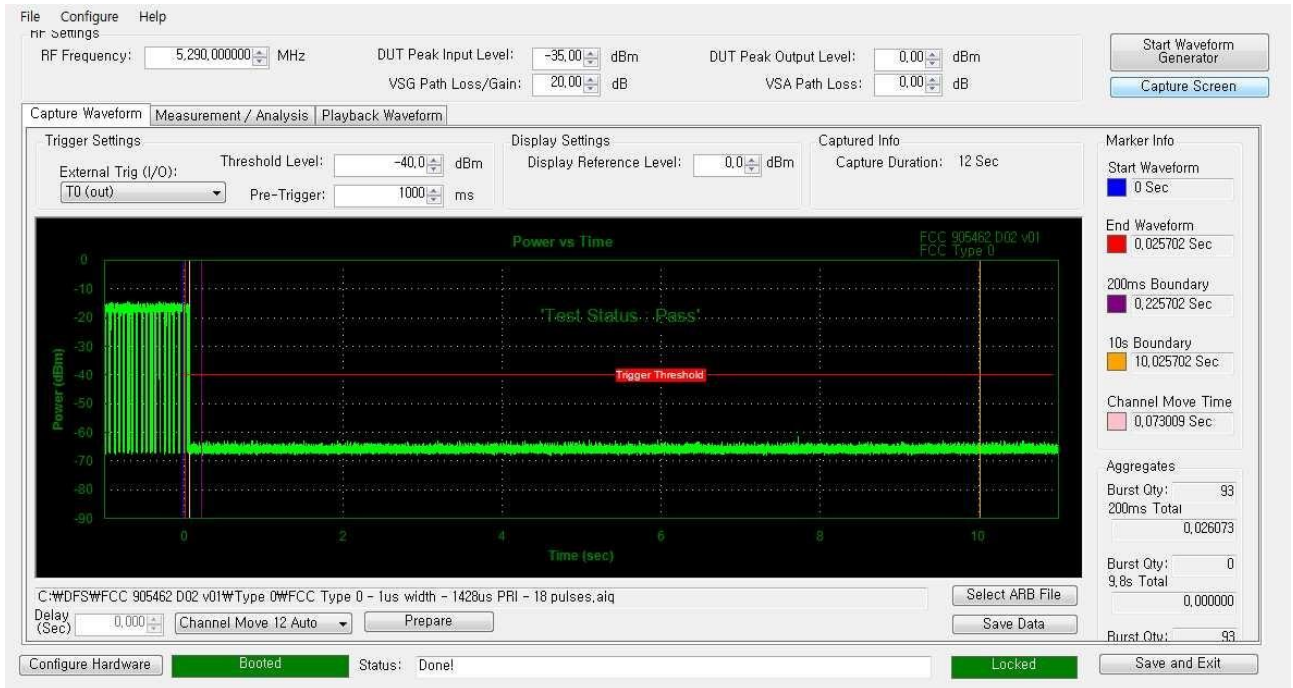 File Configure Help
RF Settings
RF Frequency: 5,290,000000 MHz
DUT Peak Input Level: -35,00 dBm
DUT Peak Output Level: 0,00 dBm
VSG Path Loss/Gain: 20,00 dB
VSA Path Loss: 0,00 dB
Start Waveform Generator
Capture Screen
Capture Waveform Measurement / Analysis Playback Waveform
Trigger Settings
External Trig (I/O):
T0 (out)
Threshold Level: -40,0 dBm
Pre-Trigger: 1000 ms
Display Settings
Display Reference Level: 0,0 dBm
Captured Info
Capture Duration: 12 Sec
Marker Info
Start Waveform
0 Sec
End Waveform
0,025702 Sec
200ms Boundary
0,225702 Sec
10s Boundary
10,025702 Sec
Channel Move Time
0,073009 Sec
Power vs Time
FCC 905462 D02 v01
FCC Type 0
"Test Status : Pass"
Trigger Threshold
Power (dBm)
0
-10
-20
-30
-40
-50
-60
-70
-80
-90
0 2 4 6 8 10
Time (sec)
Aggregates
Burst Qty: 93
200ms Total
0,026073
Burst Qty: 0
9,8s Total
0,000000
Burst Qty: 93
C:₩DFS₩FCC 905462 D02 v01₩Type 0₩FCC Type 0 - 1us width - 1428us PRI - 18 pulses,aiq
Select ARB File
Delay (Sec) 0,000
Channel Move 12 Auto
Prepare
Save Data
Configure Hardware
Booted
Status: Done!
Locked
Save and Exit